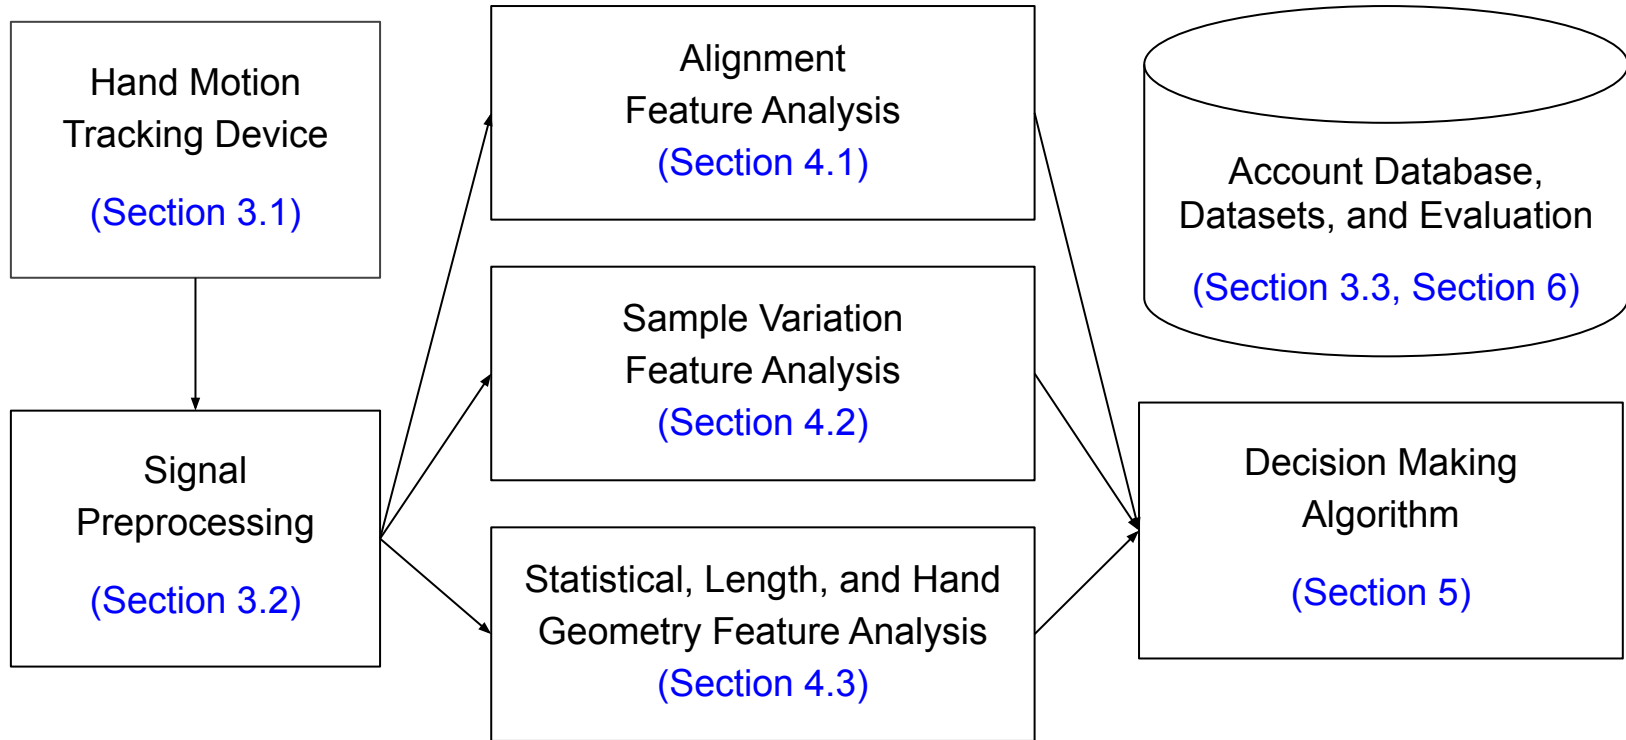 Hand Motion
Tracking Device
(Section 3.1)
Signal
Preprocessing
(Section 3.2)
Alignment
Feature Analysis
(Section 4.1)
Sample Variation
Feature Analysis
(Section 4.2)
Statistical, Length, and Hand
Geometry Feature Analysis
(Section 4.3)
Account Database,
Datasets, and Evaluation
(Section 3.3, Section 6)
Decision Making
Algorithm
(Section 5)